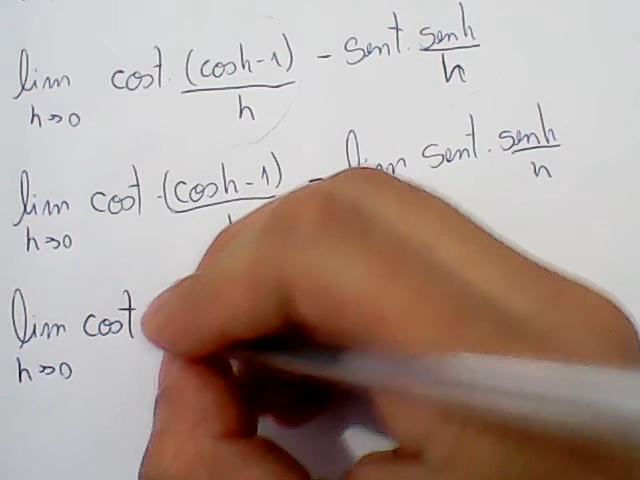 lim h→0 cost · (cosh-1)/h - sent · senh/h
lim h→0 cost · (cosh-1)/h - lim sent · senh/h
lim h→0 cost